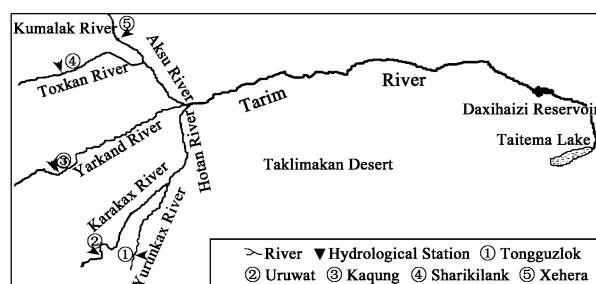 Kumalak River ⑤
④
Toxkan River
Aksu River
Tarim River
Daxihaizi Reservoir
Taitema Lake
③
Yarkand River
Hotan River
Taklimakan Desert
Karakax River
② ①
Yurunkax River
River ▼ Hydrological Station ① Tongguzlok
② Uruwat ③ Kaqung ④ Sharikilank ⑤ Xehera